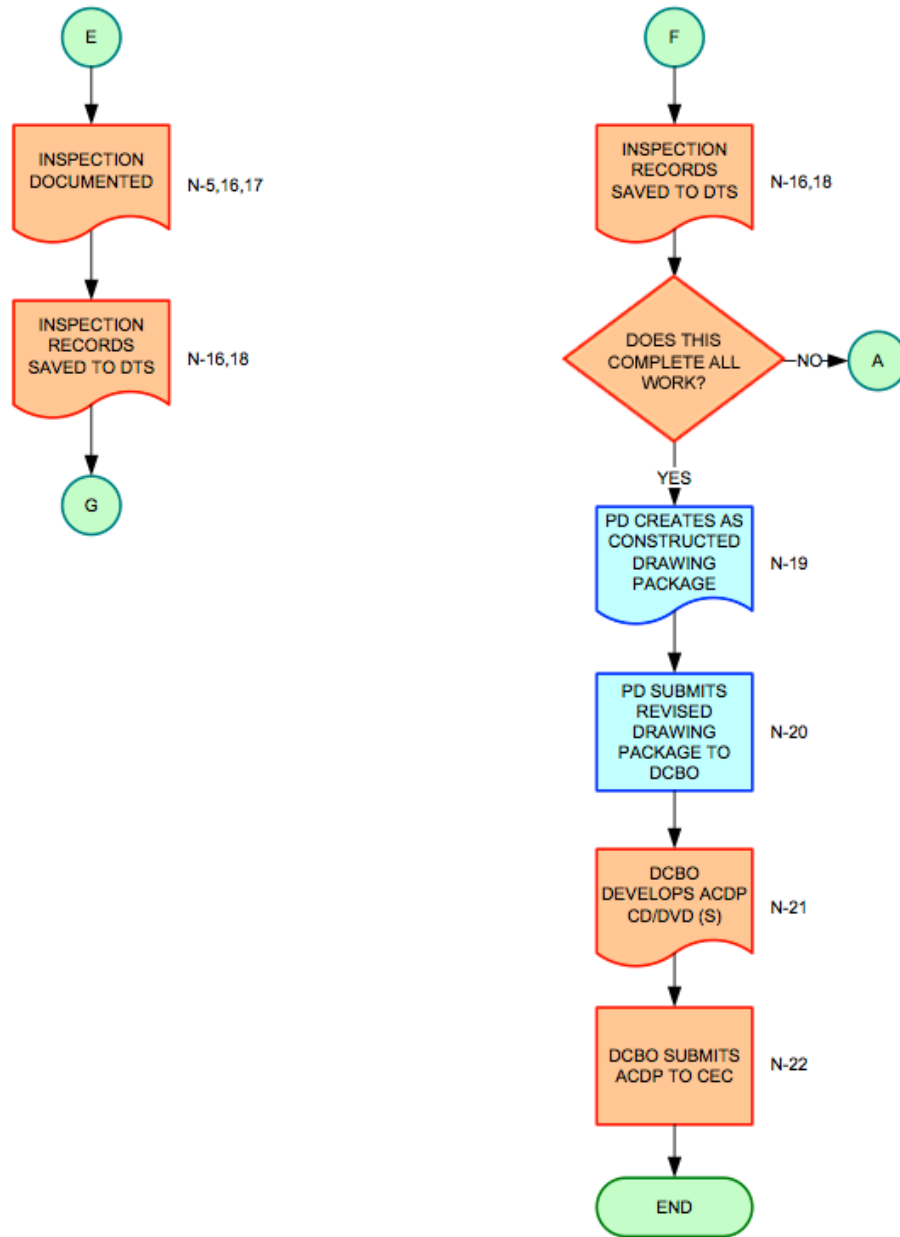 E
INSPECTION
DOCUMENTED
N-5,16,17
INSPECTION
RECORDS
SAVED TO DTS
N-16,18
G
F
INSPECTION
RECORDS
SAVED TO DTS
N-16,18
DOES THIS
COMPLETE ALL
WORK?
NO
A
YES
PD CREATES AS
CONSTRUCTED
DRAWING
PACKAGE
N-19
PD SUBMITS
REVISED
DRAWING
PACKAGE TO
DCBO
N-20
DCBO
DEVELOPS ACDP
CD/DVD (S)
N-21
DCBO SUBMITS
ACDP TO CEC
N-22
END